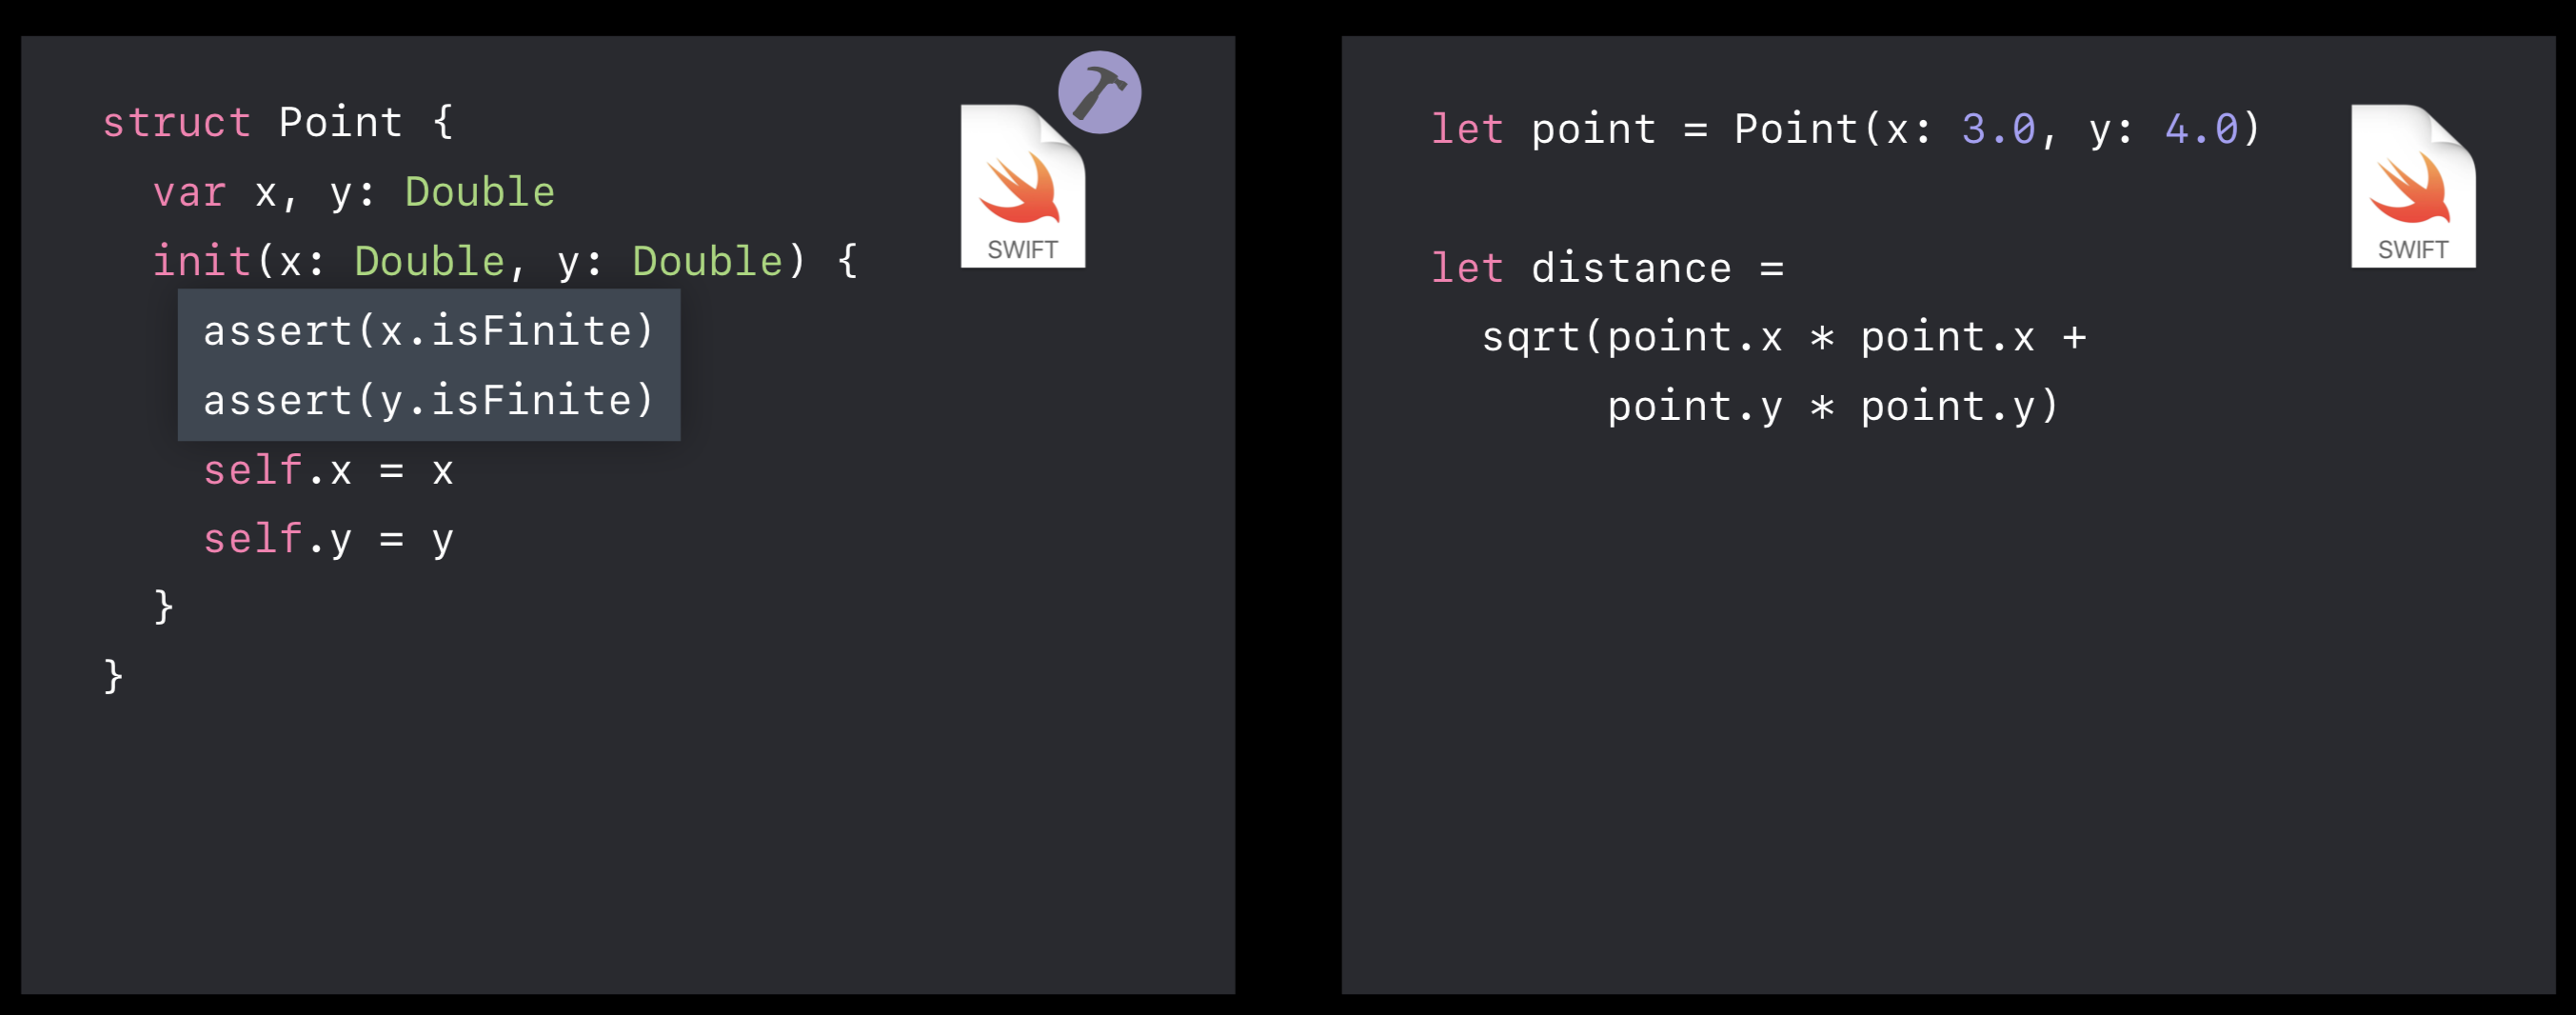 struct Point {
  var x, y: Double
  init(x: Double, y: Double) {
    assert(x.isFinite)
    assert(y.isFinite)
    self.x = x
    self.y = y
  }
}
SWIFT
let point = Point(x: 3.0, y: 4.0)
let distance =
  sqrt(point.x * point.x +
       point.y * point.y)
SWIFT